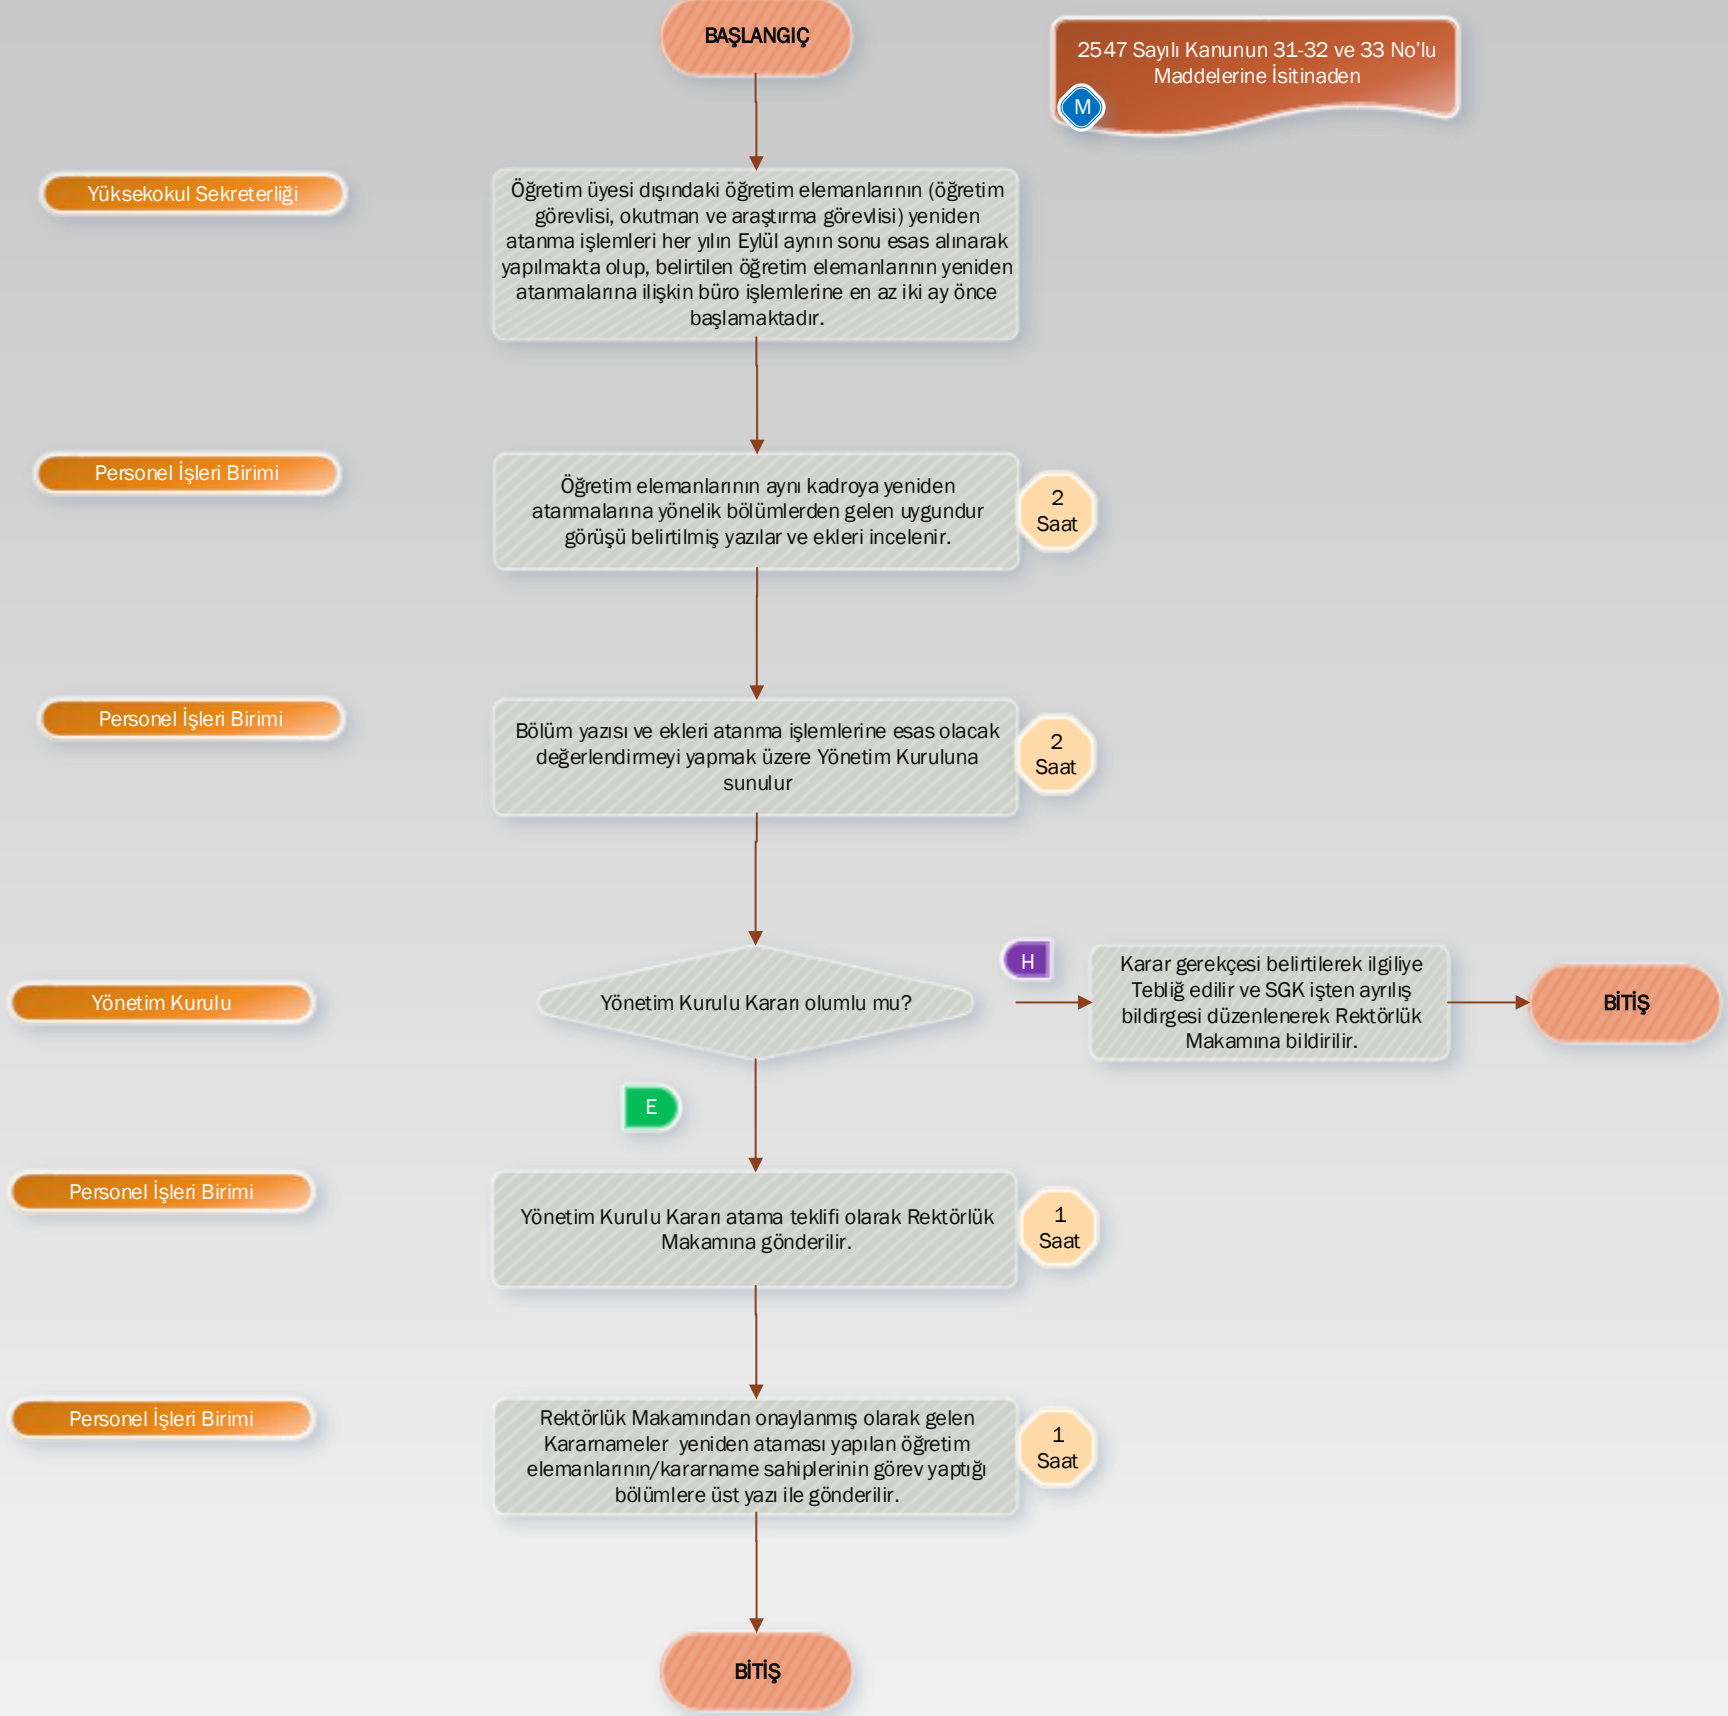 BAŞLANGIÇ
2547 Sayılı Kanunun 31-32 ve 33 No’lu
Maddelerine İsitinaden
M
Yüksekokul Sekreterliği
Öğretim üyesi dışındaki öğretim elemanlarının (öğretim
görevlisi, okutman ve araştırma görevlisi) yeniden
atanma işlemleri her yılın Eylül aynın sonu esas alınarak
yapılmakta olup, belirtilen öğretim elemanlarının yeniden
atanmalarına ilişkin büro işlemlerine en az iki ay önce
başlamaktadır.
Personel İşleri Birimi
Öğretim elemanlarının aynı kadroya yeniden
atanmalarına yönelik bölümlerden gelen uygundur
görüşü belirtilmiş yazılar ve ekleri incelenir.
2
Saat
Personel İşleri Birimi
Bölüm yazısı ve ekleri atanma işlemlerine esas olacak
değerlendirmeyi yapmak üzere Yönetim Kuruluna
sunulur
2
Saat
Yönetim Kurulu
Yönetim Kurulu Kararı olumlu mu?
H
Karar gerekçesi belirtilerek ilgiliye
Tebliğ edilir ve SGK işten ayrılış
bildirgesi düzenlenerek Rektörlük
Makamına bildirilir.
BİTİŞ
E
Personel İşleri Birimi
Yönetim Kurulu Kararı atama teklifi olarak Rektörlük
Makamına gönderilir.
1
Saat
Personel İşleri Birimi
Rektörlük Makamından onaylanmış olarak gelen
Kararnameler  yeniden ataması yapılan öğretim
elemanlarının/kararname sahiplerinin görev yaptığı
bölümlere üst yazı ile gönderilir.
1
Saat
BİTİŞ